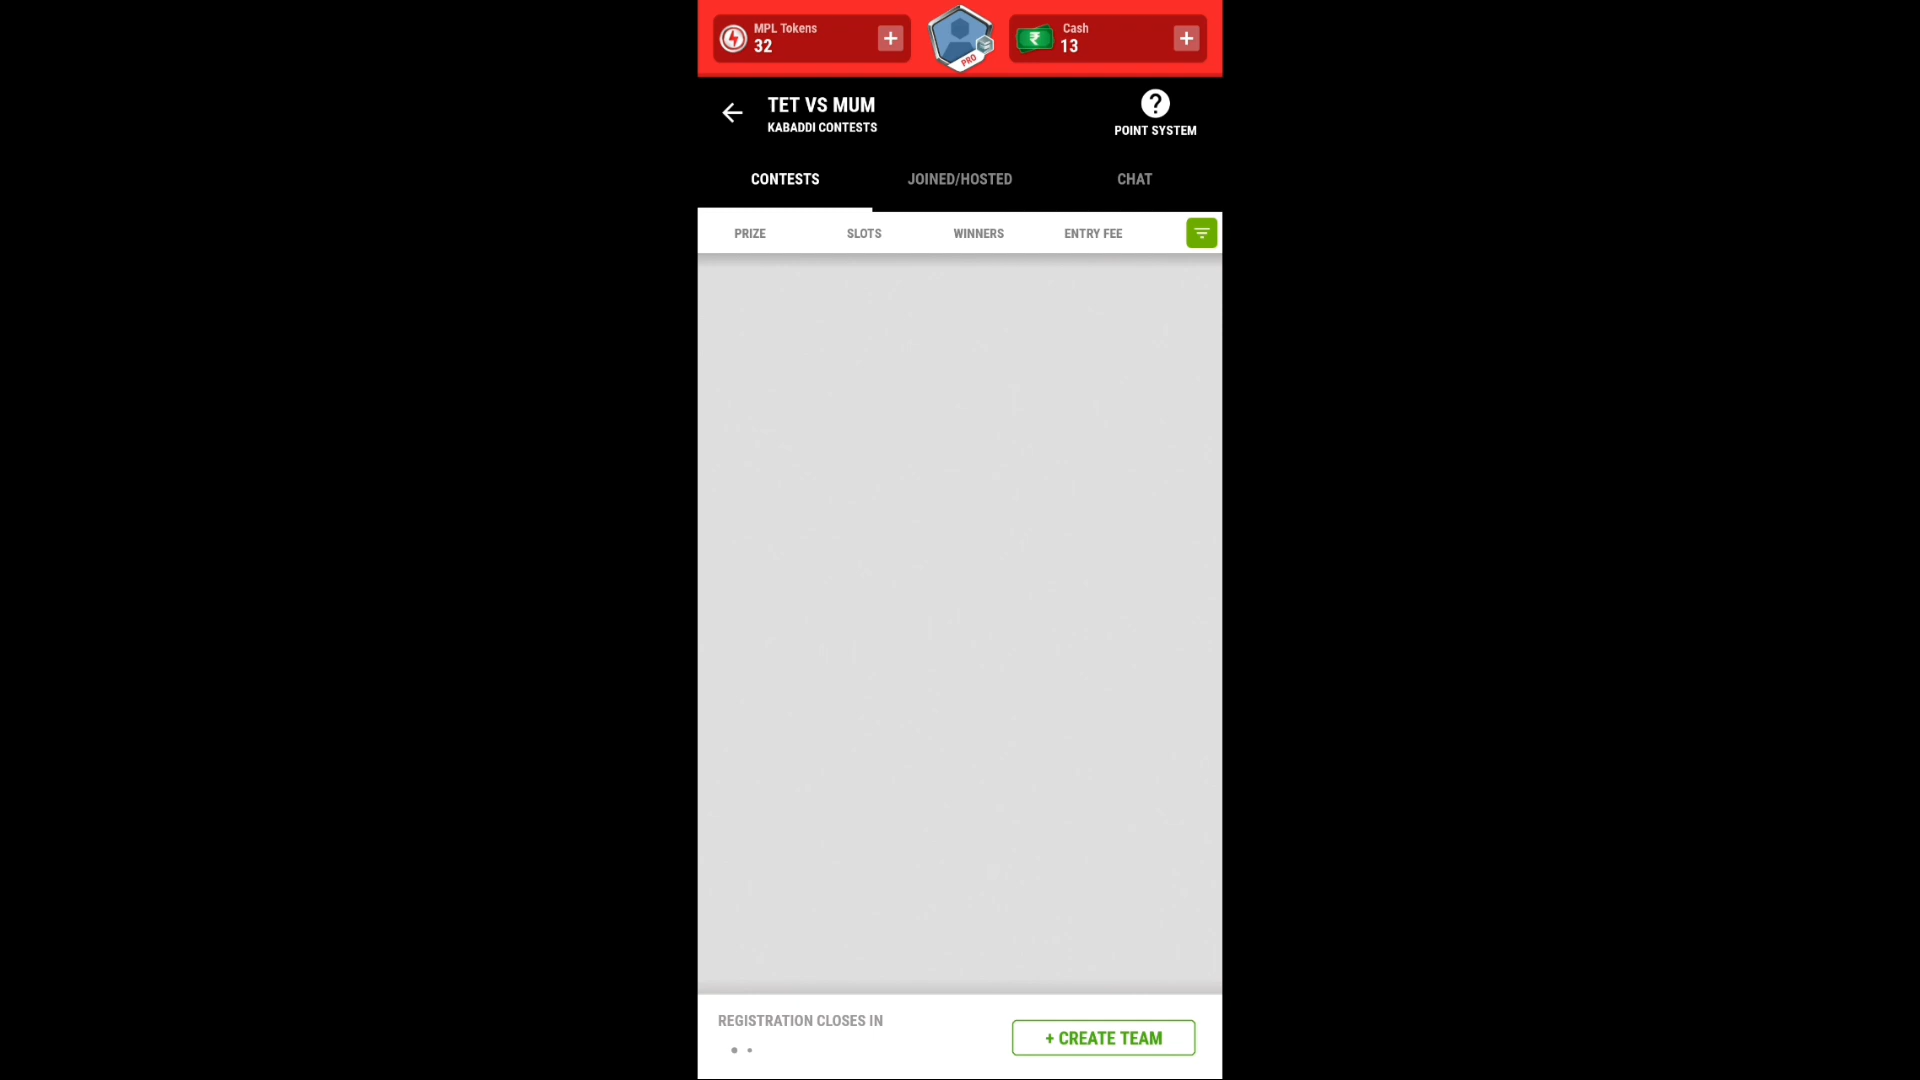 MPL Tokens
32
PRO
Cash
13
TET VS MUM
KABADDI CONTESTS
POINT SYSTEM
CONTESTS
JOINED/HOSTED
CHAT
PRIZE
SLOTS
WINNERS
ENTRY FEE
REGISTRATION CLOSES IN
+ CREATE TEAM